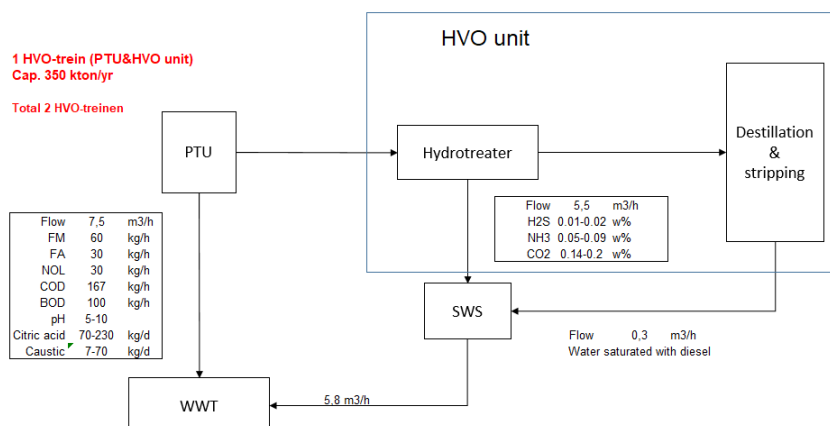 HVO unit
1 HVO-trein (PTU&HVO unit)
Cap. 350 kton/yr
Total 2 HVO-treinen
PTU
Hydrotreater
Destillation
&
stripping
Flow 5,5 m3/h
H2S 0.01-0.02 w%
NH3 0.05-0.09 w%
CO2 0.14-0.2 w%
Flow 7,5 m3/h
FM 60 kg/h
FA 30 kg/h
NOL 30 kg/h
COD 167 kg/h
BOD 100 kg/h
pH 5-10
Citric acid 70-230 kg/d
Caustic 7-70 kg/d
SWS
Flow 0,3 m3/h
Water saturated with diesel
WWT
5,8 m3/h